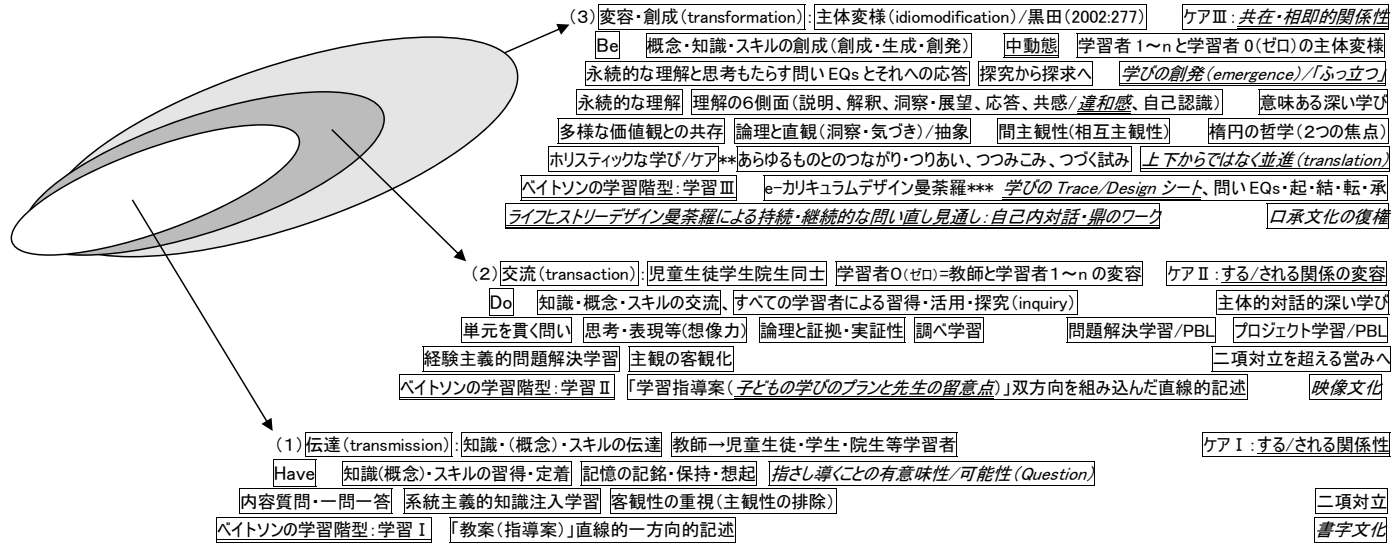 （3）変容・創成（transformation）：主体変様（idiomodification）/黒田（2002:277） ケアⅢ：共在・相即的関係性
Be 概念・知識・スキルの創成（創成・生成・創発） 中動態 学習者1～nと学習者0（ゼロ）の主体変様
永続的な理解と思考もたらす問いEQsとそれへの応答 探究から探求へ 学びの創発（emergence）/「ふっ立つ」
永続的な理解 理解の6側面（説明、解釈、洞察・展望、応答、共感/違和感、自己認識） 意味ある深い学び
多様な価値観との共存 論理と直観（洞察・気づき）/抽象 間主観性（相互主観性） 楕円の哲学（2つの焦点）
ホリスティックな学び/ケア**あらゆるものとのつながり・つりあい、つつみこみ、つづく試み 上下からではなく並進（translation）
ベイトソンの学習階型：学習Ⅲ e-カリキュラムデザイン曼荼羅*** 学びのTrace/Designシート、問いEQs・起・結・転・承
ライフヒストリーデザイン曼荼羅による持続・継続的な問い直し見通し：自己内対話・鼎のワーク 口承文化の復権
（2）交流（transaction）：児童生徒学生院生同士 学習者0（ゼロ）=教師と学習者1～nの変容 ケアⅡ：する/される関係の変容
Do 知識・概念・スキルの交流、すべての学習者による習得・活用・探究（inquiry） 主体的対話的深い学び
単元を貫く問い 思考・表現等（想像力） 論理と証拠・実証性 調べ学習 問題解決学習/PBL プロジェクト学習/PBL
経験主義的問題解決学習 主観の客観化 二項対立を超える営みへ
ベイトソンの学習階型：学習Ⅱ 「学習指導案（子どもの学びのプランと先生の留意点）」双方向を組み込んだ直線的記述 映像文化
（1）伝達（transmission）：知識・（概念）・スキルの伝達 教師→児童生徒・学生・院生等学習者 ケアⅠ：する/される関係性
Have 知識（概念）・スキルの習得・定着 記憶の記銘・保持・想起 指さし導くことの有意味性/可能性（Question）
内容質問・一問一答 系統主義的知識注入学習 客観性の重視（主観性の排除） 二項対立
ベイトソンの学習階型：学習Ⅰ 「教案（指導案）」直線的一方向的記述 書字文化